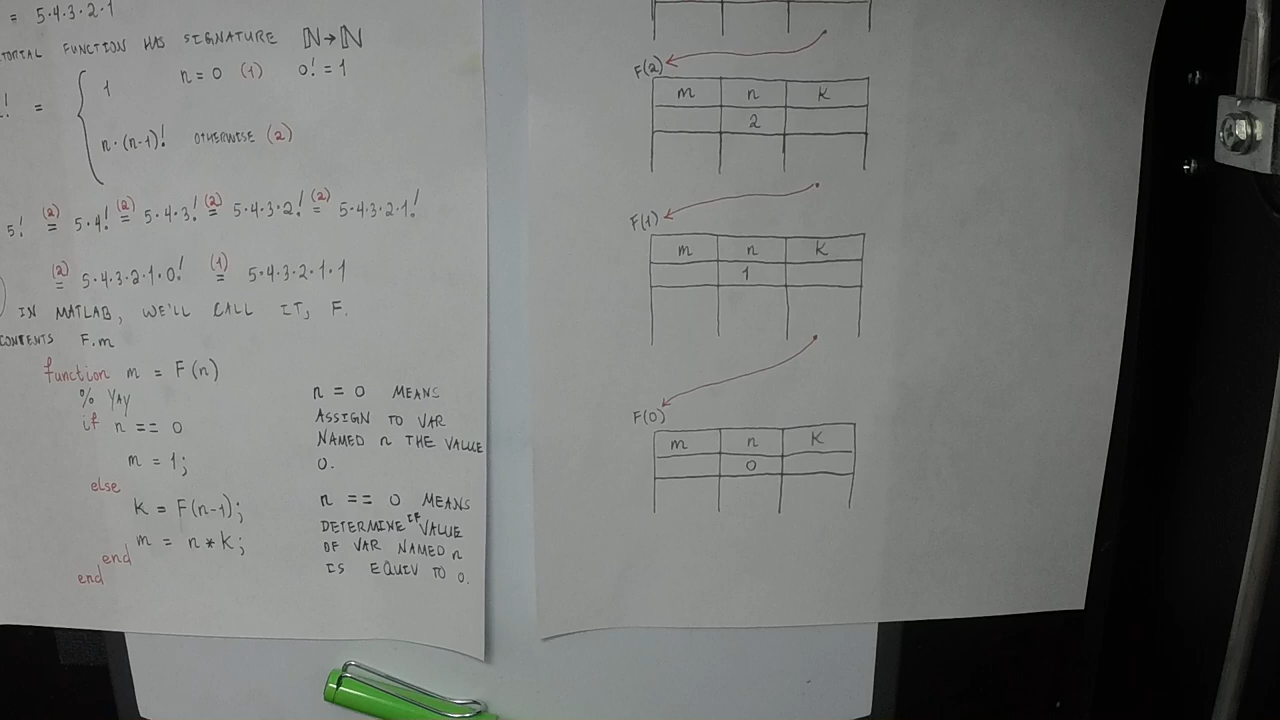 = 5·4·3·2·1
FUNCTION HAS SIGNATURE ℕ→ℕ
! = { 1 n = 0 (1) 0! = 1
n·(n-1)! OTHERWISE (2)
5! (2)= 5·4! (2)= 5·4·3! (2)= 5·4·3·2! (2)= 5·4·3·2·1!
(2)= 5·4·3·2·1·0! (1)= 5·4·3·2·1·1
) IN MATLAB, WE'LL CALL IT, F.
CONTENTS F.m
function m = F(n)
% YAY
if n == 0
m = 1;
else
K = F(n-1);
m = n * K;
end
end
n = 0 MEANS
ASSIGN TO VAR
NAMED n THE VALUE
0.
n == 0 MEANS
DETERMINE IF VALUE
OF VAR NAMED n
IS EQUIV TO 0.
F(2)
m n K
2
F(1)
m n K
1
F(0)
m n K
0